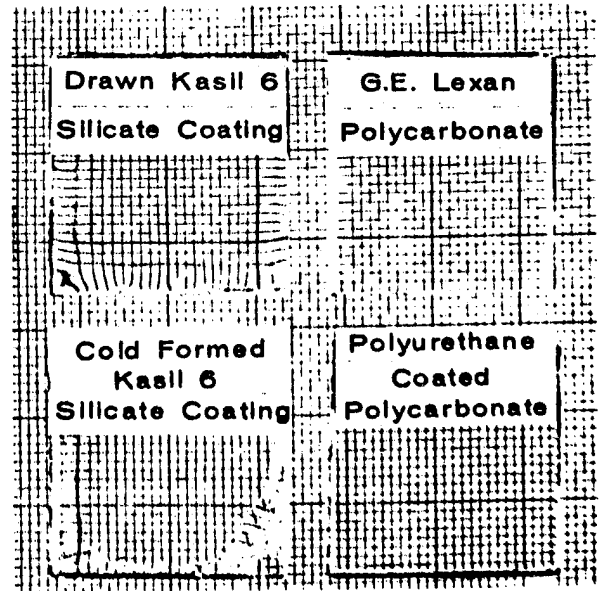 Drawn Kasil 6
Silicate Coating
G.E. Lexan
Polycarbonate
Cold Formed
Kasil 6
Silicate Coating
Polyurethane
Coated
Polycarbonate